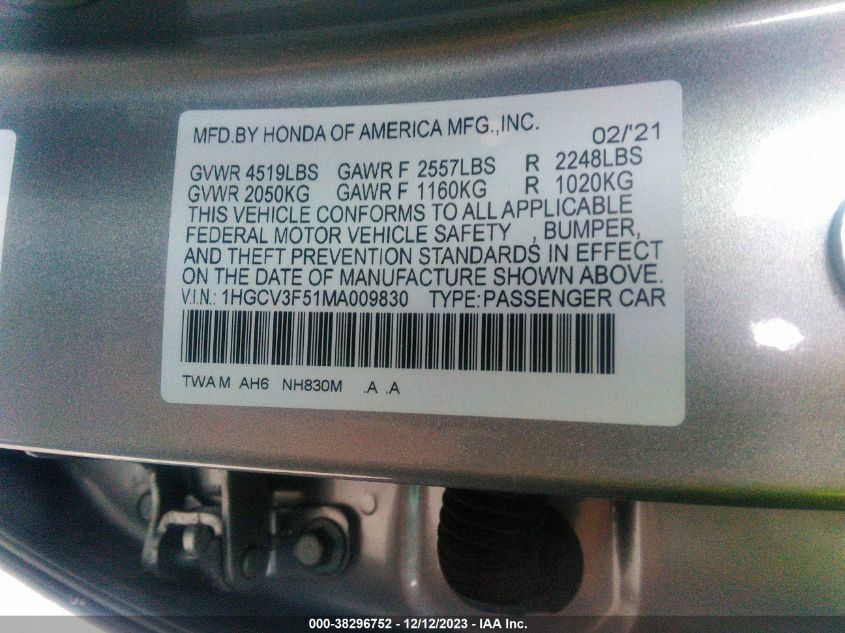 MFD.BY HONDA OF AMERICA MFG.,INC. 02/'21
GVWR 4519LBS GAWR F 2557LBS R 2248LBS
GVWR 2050KG GAWR F 1160KG R 1020KG
THIS VEHICLE CONFORMS TO ALL APPLICABLE
FEDERAL MOTOR VEHICLE SAFETY , BUMPER,
AND THEFT PREVENTION STANDARDS IN EFFECT
ON THE DATE OF MANUFACTURE SHOWN ABOVE.
V.I.N.: 1HGCV3F51MA009830 TYPE:PASSENGER CAR
TWA M AH6 NH830M .A .A
000-38296752 - 12/12/2023 - IAA Inc.